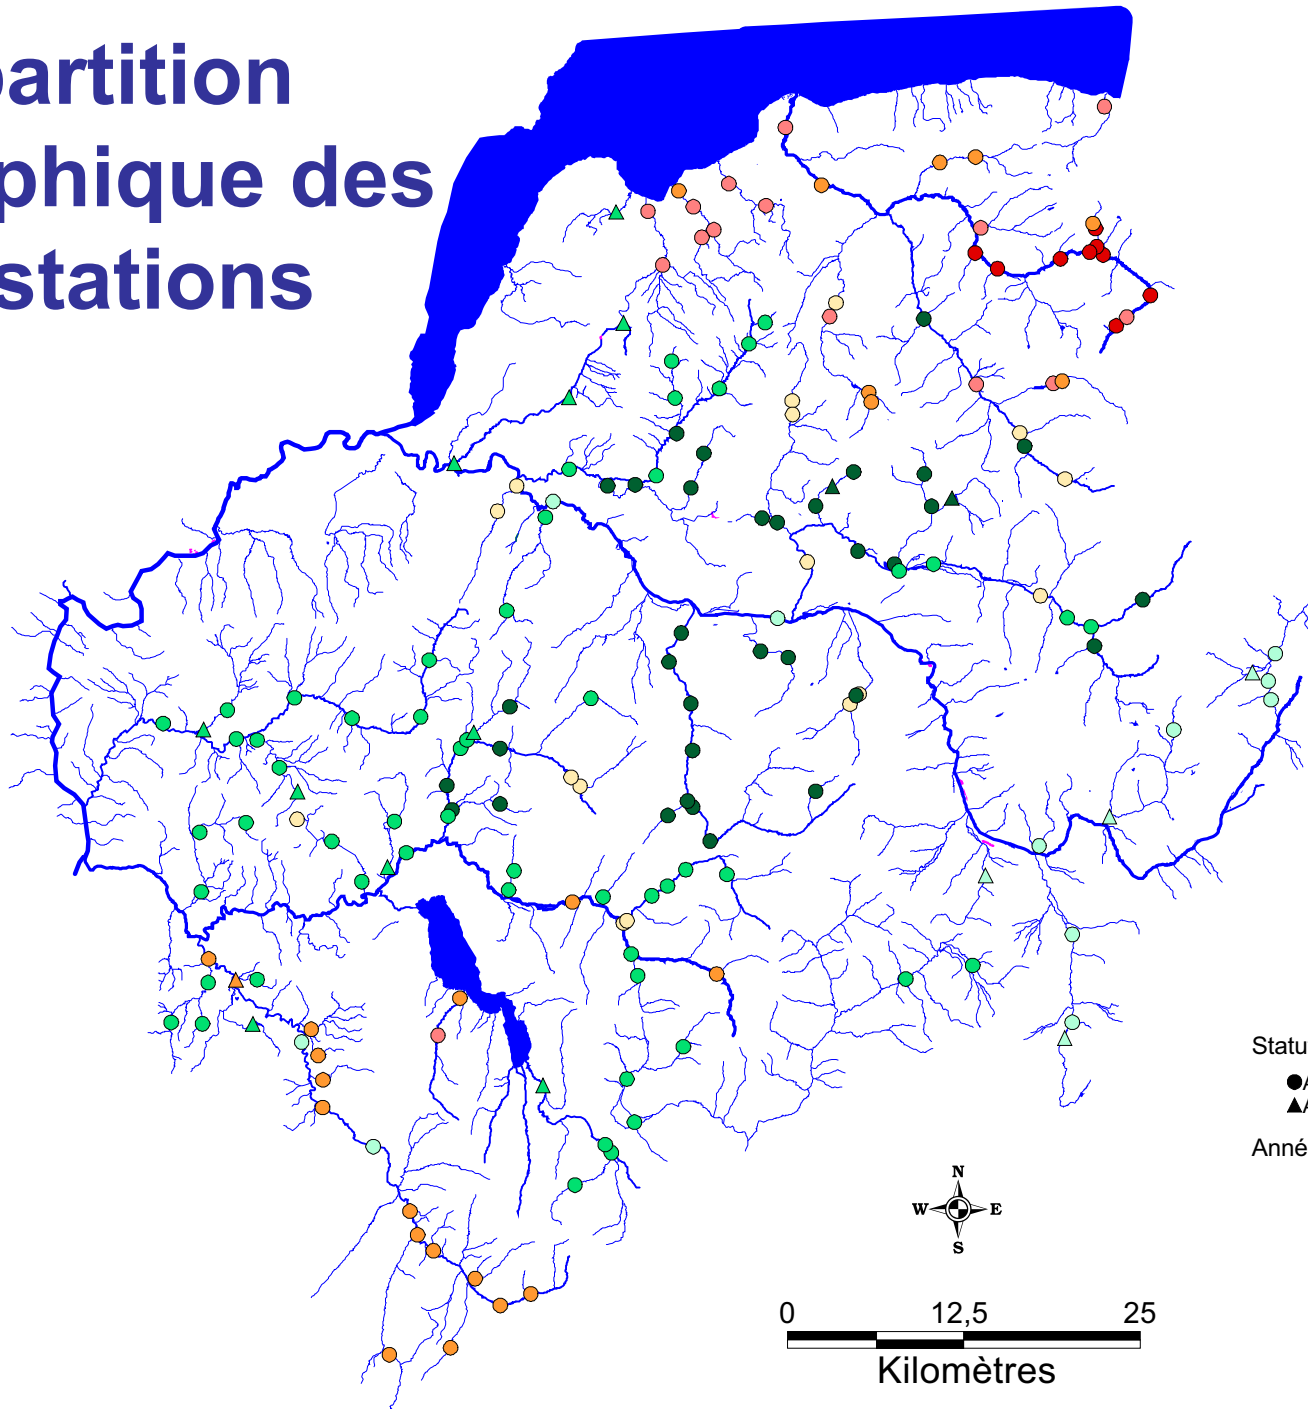 partition
phique des
stations
Statu
●A
▲A
Anné
N
W E
S
0 12,5 25
Kilomètres